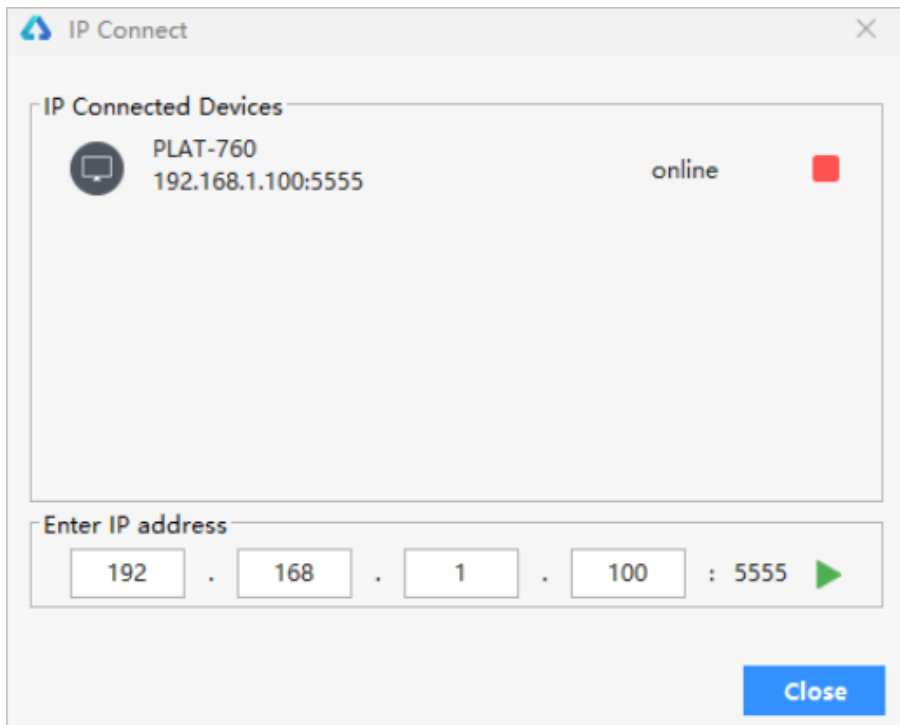 IP Connect
IP Connected Devices
PLAT-760
192.168.1.100:5555
online
Enter IP address
192 . 168 . 1 . 100 : 5555
Close